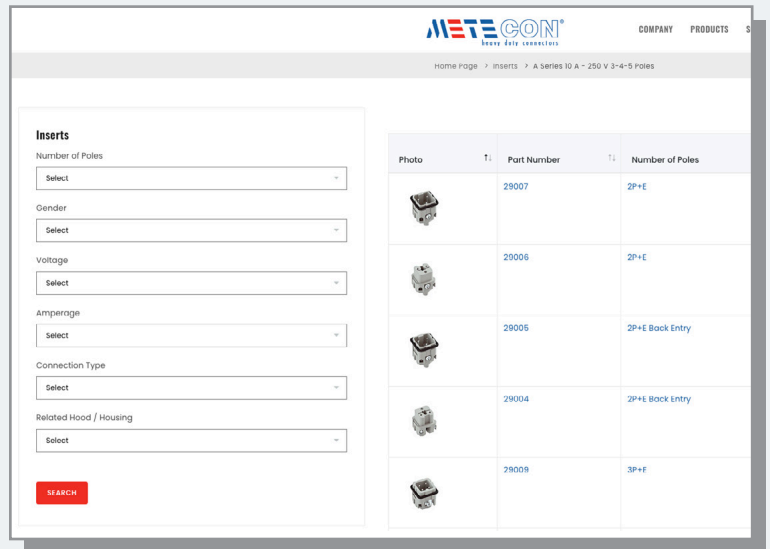 METECON®
heavy duty connectors
COMPANY PRODUCTS S
Home Page > Inserts > A Series 10 A - 250 V 3-4-5 Poles
Inserts
Number of Poles
Select
Gender
Select
Voltage
Select
Amperage
Select
Connection Type
Select
Related Hood / Housing
Select
SEARCH
Photo Part Number Number of Poles
29007 2P+E
29006 2P+E
29005 2P+E Back Entry
29004 2P+E Back Entry
29009 3P+E